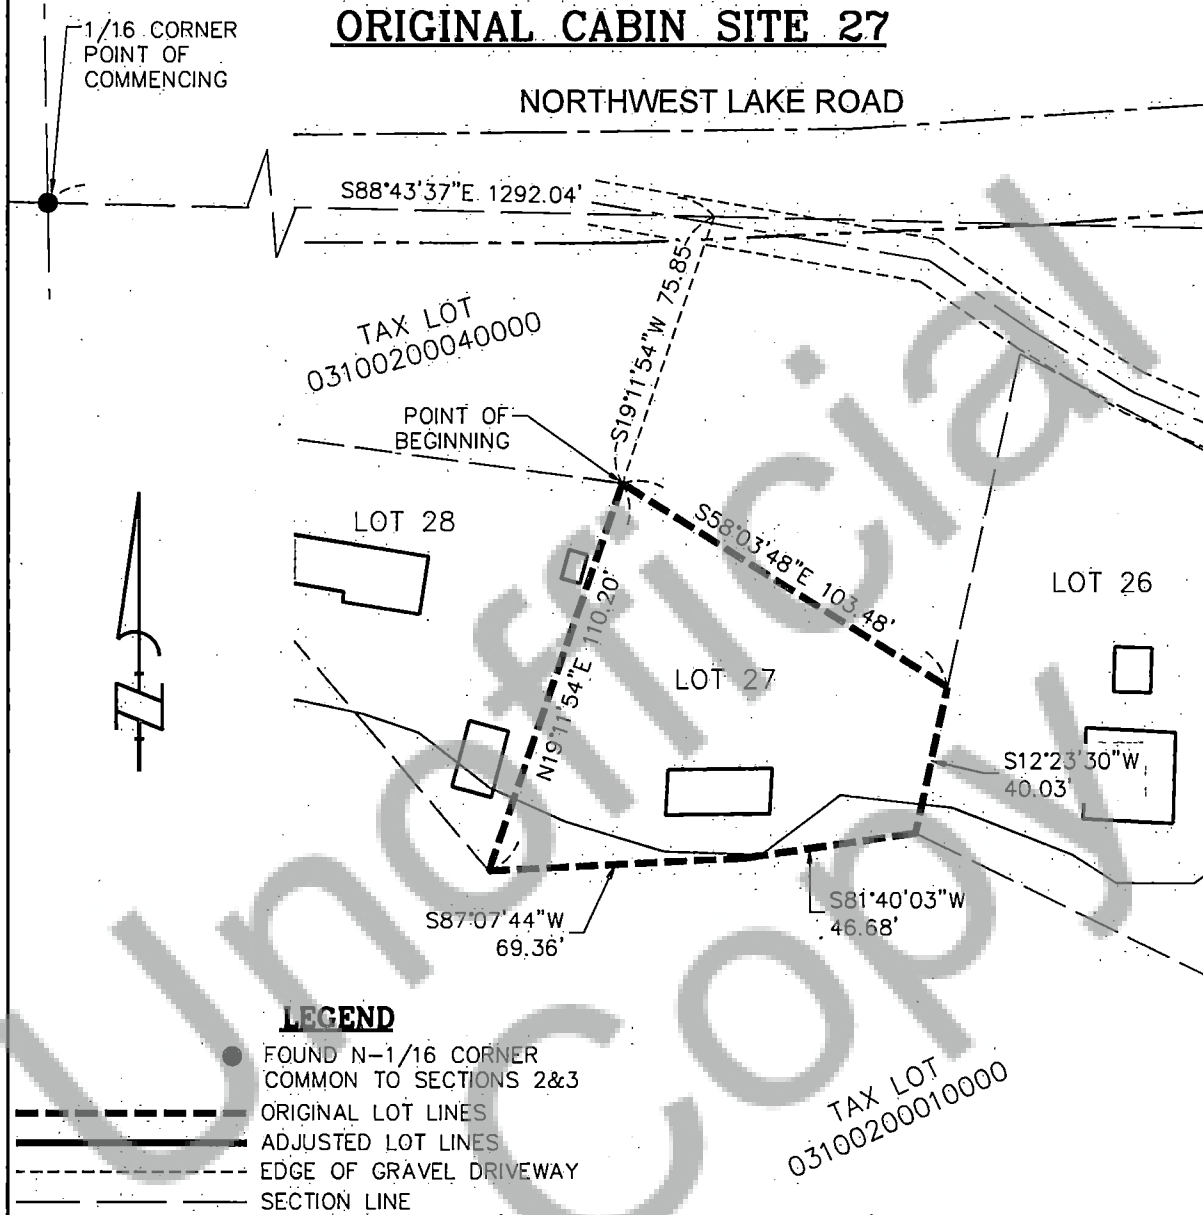 ORIGINAL CABIN SITE 27
1/16 CORNER
POINT OF
COMMENCING
NORTHWEST LAKE ROAD
S88°43'37"E 1292.04'
S19°11'54"W 75.85'
TAX LOT
03100200040000
POINT OF
BEGINNING
LOT 28
S58°03'48"E 103.48'
LOT 26
N19°11'54"E 110.20'
LOT 27
S12°23'30"W
40.03'
S87°07'44"W
69.36'
S81°40'03"W
46.68'
LEGEND
FOUND N-1/16 CORNER
COMMON TO SECTIONS 2&3
ORIGINAL LOT LINES
ADJUSTED LOT LINES
EDGE OF GRAVEL DRIVEWAY
SECTION LINE
TAX LOT
03100200010000
Unofficial
Copy